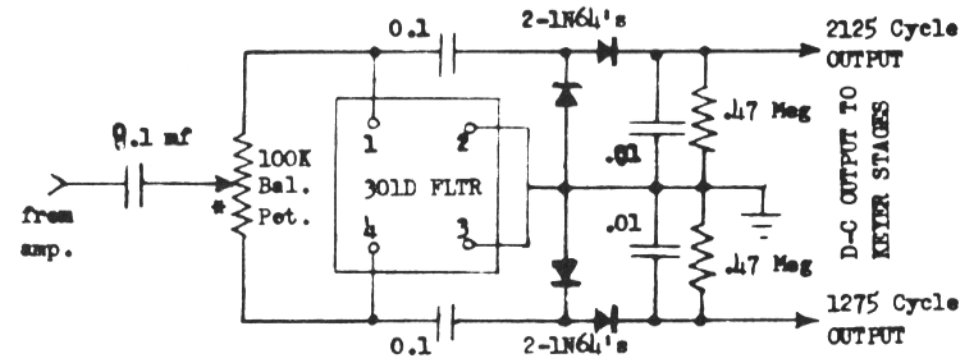 0.1
2-1N64's
2125 Cycle
OUTPUT
0.1 mf
100K
Bal.
* Pot.
1
2
301D FLTR
4
3
from
amp.
.01
.47 Meg
.01
.47 Meg
D-C OUTPUT TO
KEYER STAGES
1275 Cycle
OUTPUT
0.1
2-1N64's